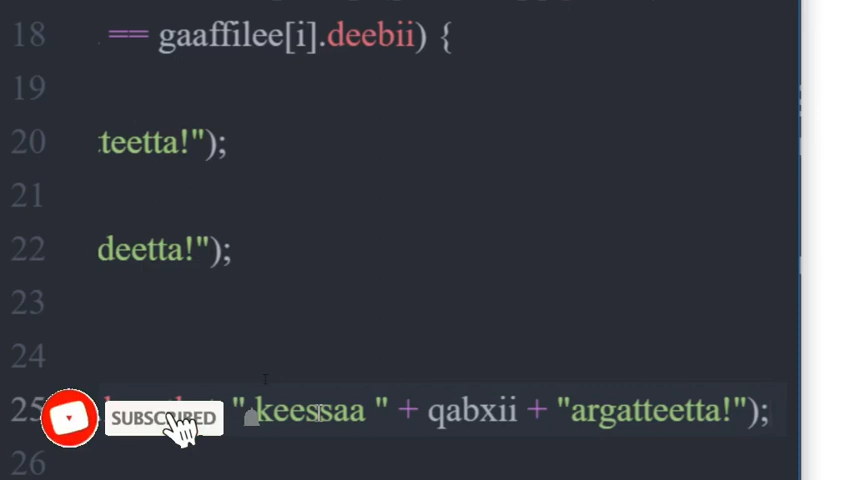 18 == gaaffilee[i].deebii) {
19
20 teetta!");
21
22 deetta!");
23
24
25 " keessaa " + qabxii + "argatteetta!");
SUBSCRIBED
26